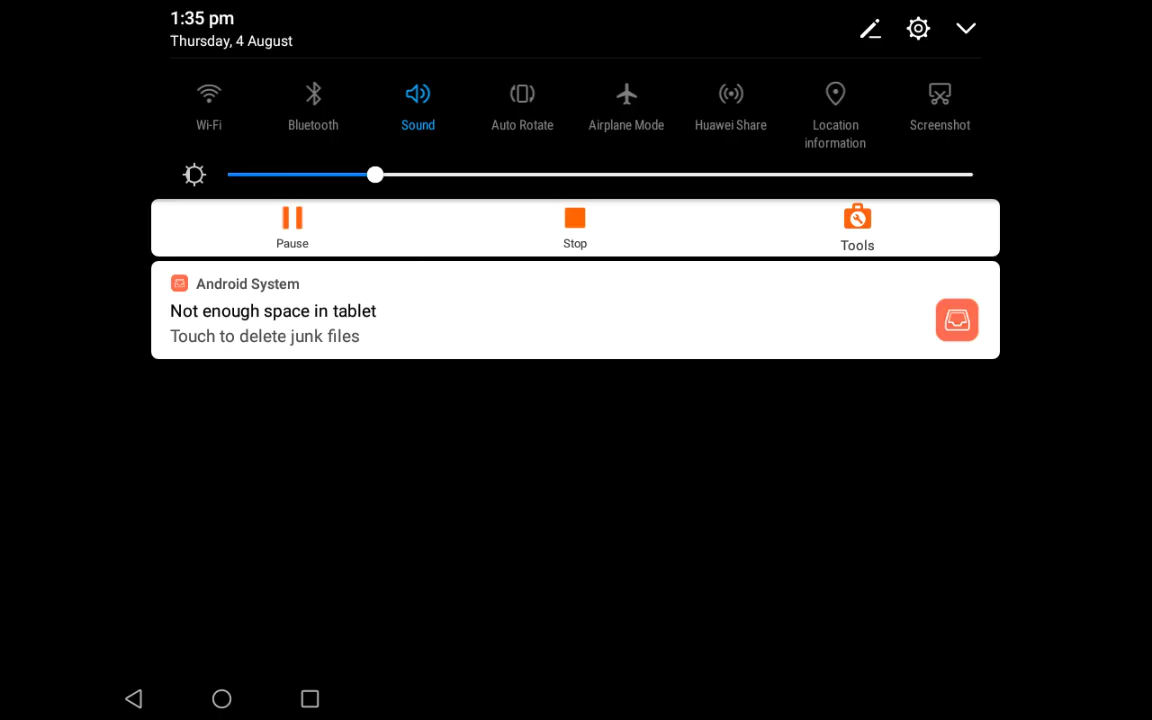 1:35 pm
Thursday, 4 August
Wi-Fi
Bluetooth
Sound
Auto Rotate
Airplane Mode
Huawei Share
Location
information
Screenshot
Pause
Stop
Tools
Android System
Not enough space in tablet
Touch to delete junk files